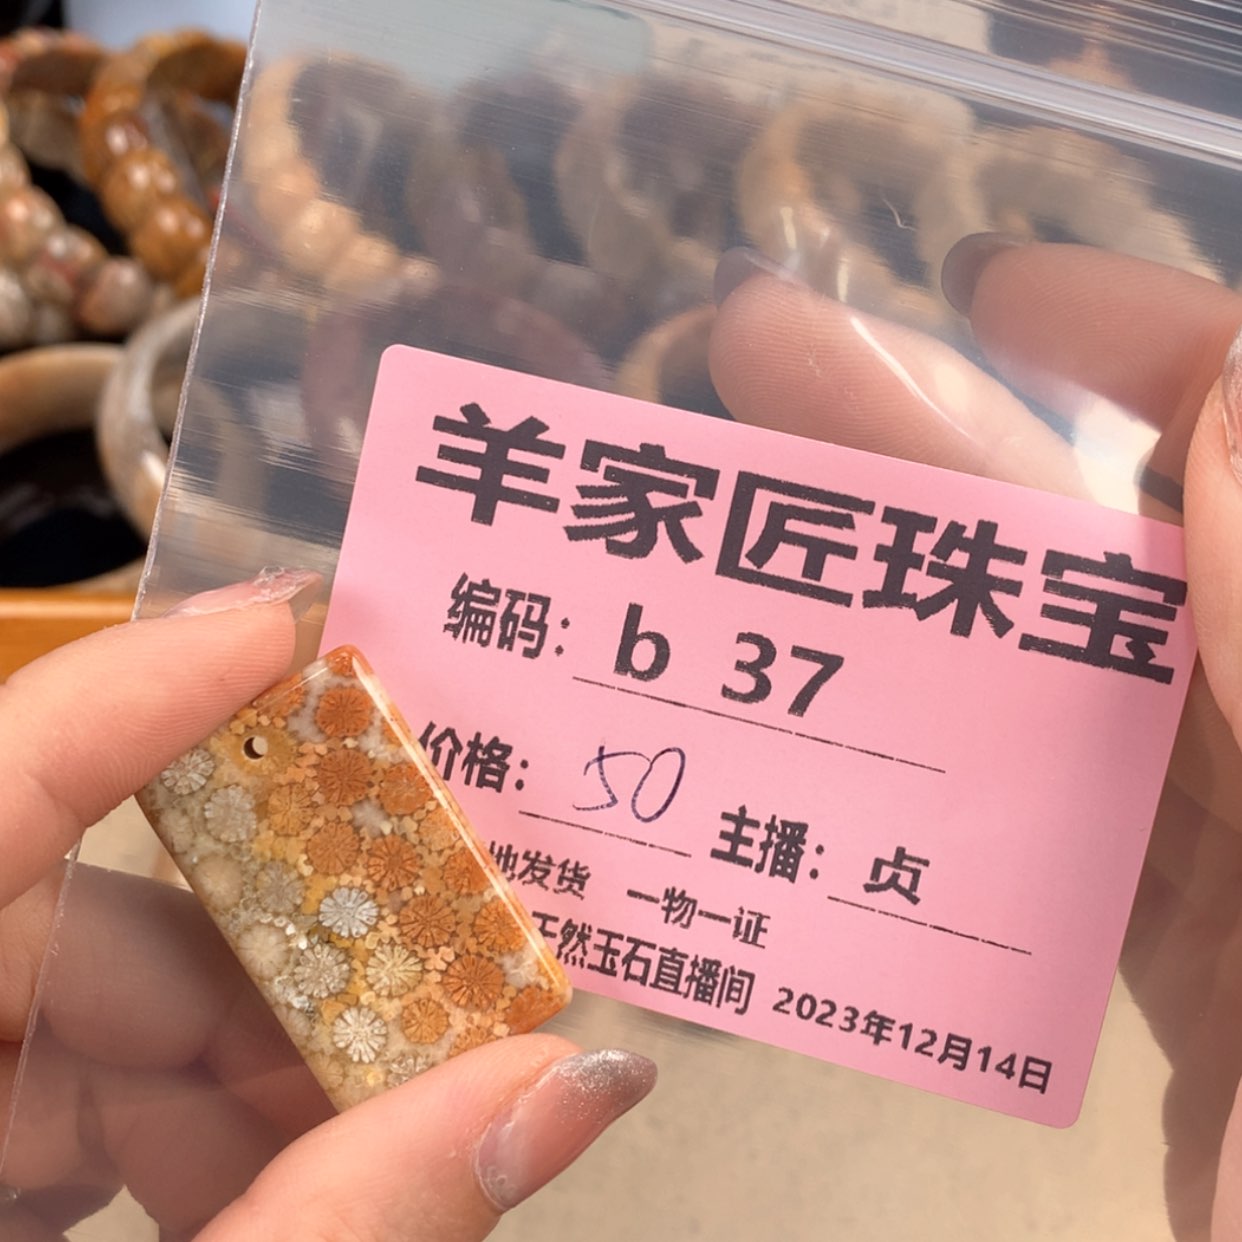 羊家匠珠宝
编码：b 37
价格：50 主播：贞
地发货 一物一证
天然玉石直播间 2023年12月14日